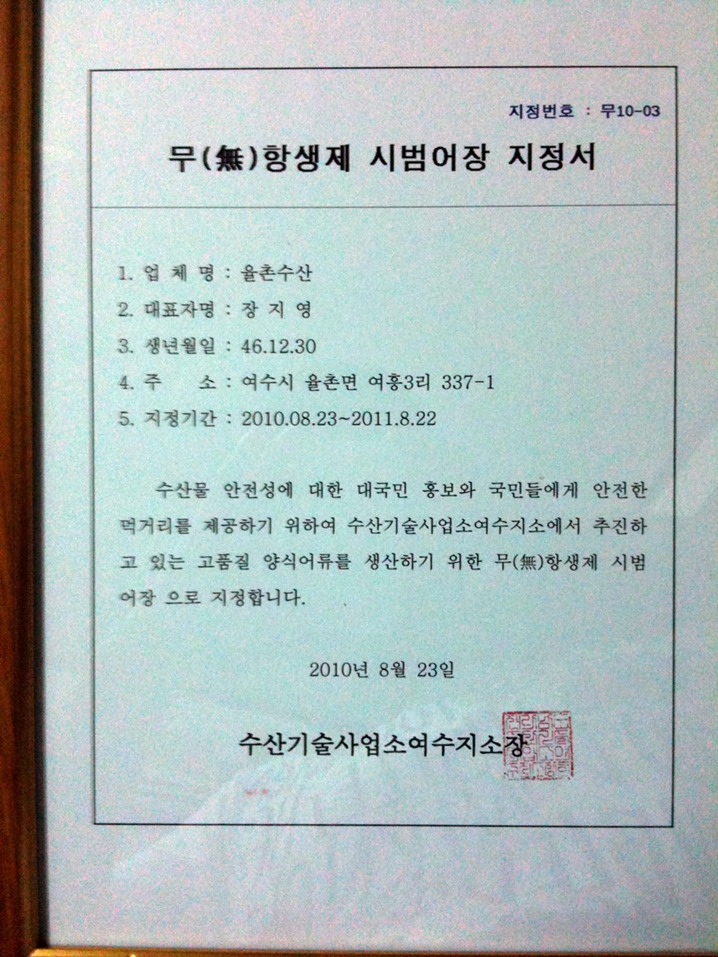 지정번호 : 무10-03
무(無)항생제 시범어장 지정서
1. 업 체 명 : 율촌수산
2. 대표자명 : 장 지 영
3. 생년월일 : 46.12.30
4. 주 소 : 여수시 율촌면 여흥3리 337-1
5. 지정기간 : 2010.08.23~2011.8.22
수산물 안전성에 대한 대국민 홍보와 국민들에게 안전한
먹거리를 제공하기 위하여 수산기술사업소여수지소에서 추진하
고 있는 고품질 양식어류를 생산하기 위한 무(無)항생제 시범
어장 으로 지정합니다.
2010년 8월 23일
수산기술사업소여수지소장